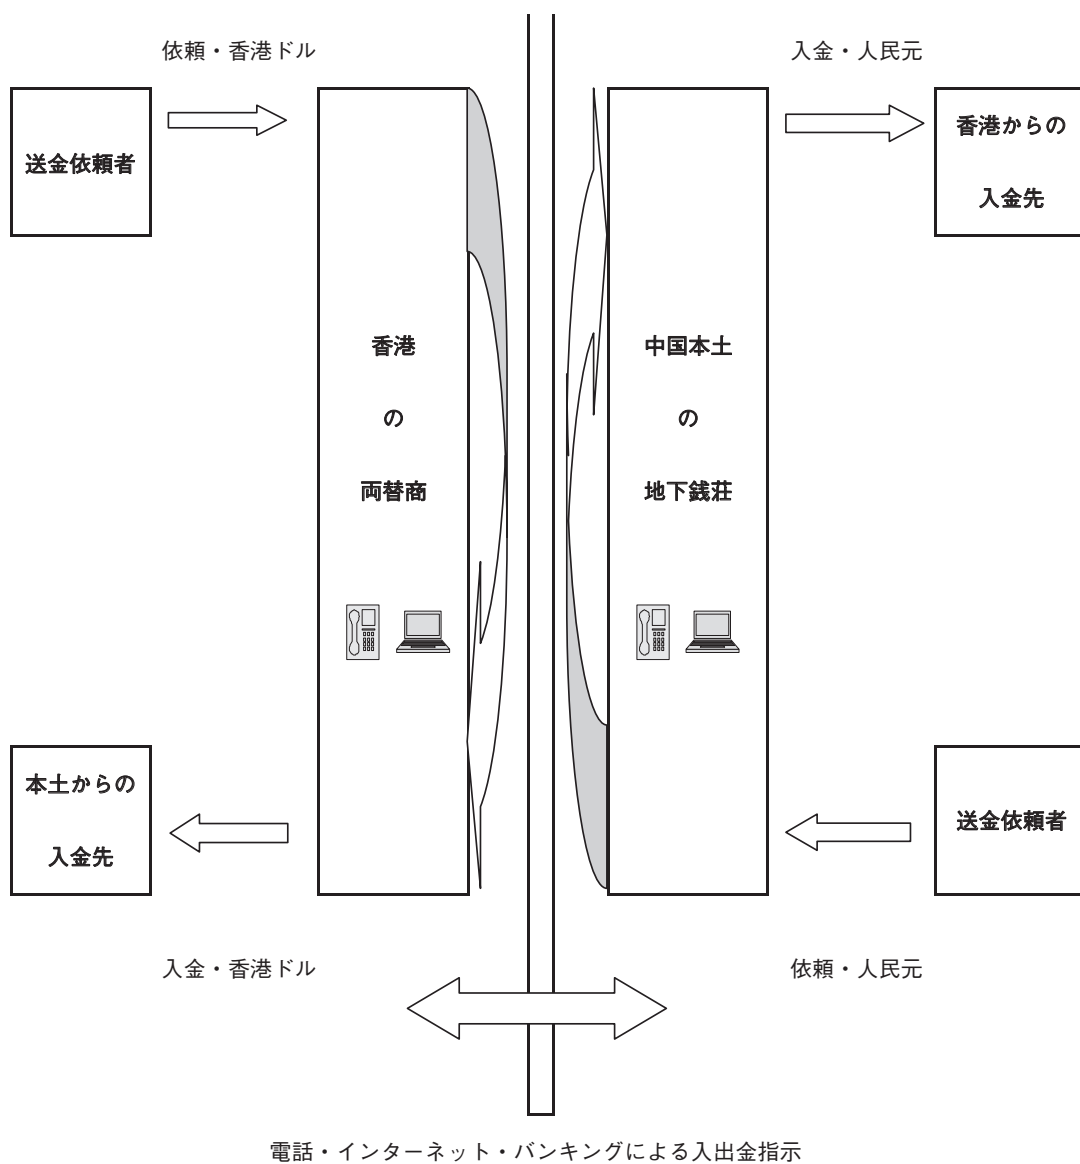 依頼・香港ドル
入金・人民元
送金依頼者
香港からの
入金先
香港
の
両替商
中国本土
の
地下銭荘
本土からの
入金先
送金依頼者
入金・香港ドル
依頼・人民元
電話・インターネット・バンキングによる入出金指示